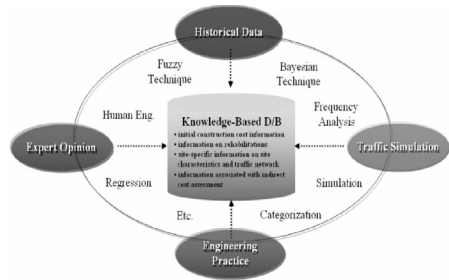 Historical Data
Fuzzy
Technique
Bayesian
Technique
Human Eng.
Frequency
Analysis
Knowledge-Based D/B
• initial construction cost information
• information on rehabilitations
• site-specific information on site
characteristics and traffic network
• information associated with indirect
cost assessment
Expert Opinion
Traffic Simulation
Regression
Simulation
Etc.
Categorization
Engineering
Practice